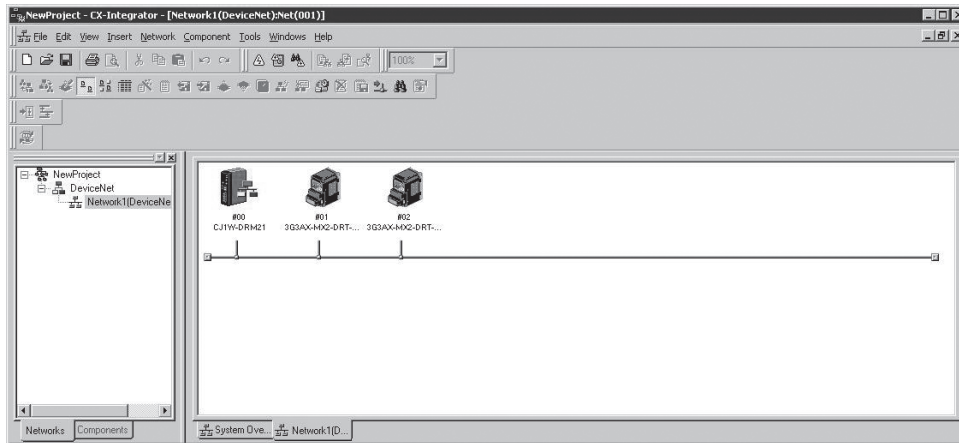 NewProject - CX-Integrator - [Network1(DeviceNet):Net(001)]
File Edit View Insert Network Component Tools Windows Help
100%
NewProject
DeviceNet
Network1(DeviceNe
#00
CJ1W-DRM21
#01
3G3AX-MX2-DRT-...
#02
3G3AX-MX2-DRT-...
Networks Components
System Ove... Network1(D...